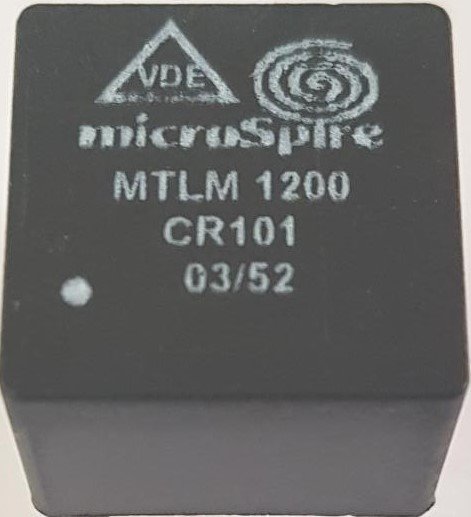 VDE
microSpire
MTLM 1200
CR101
03/52